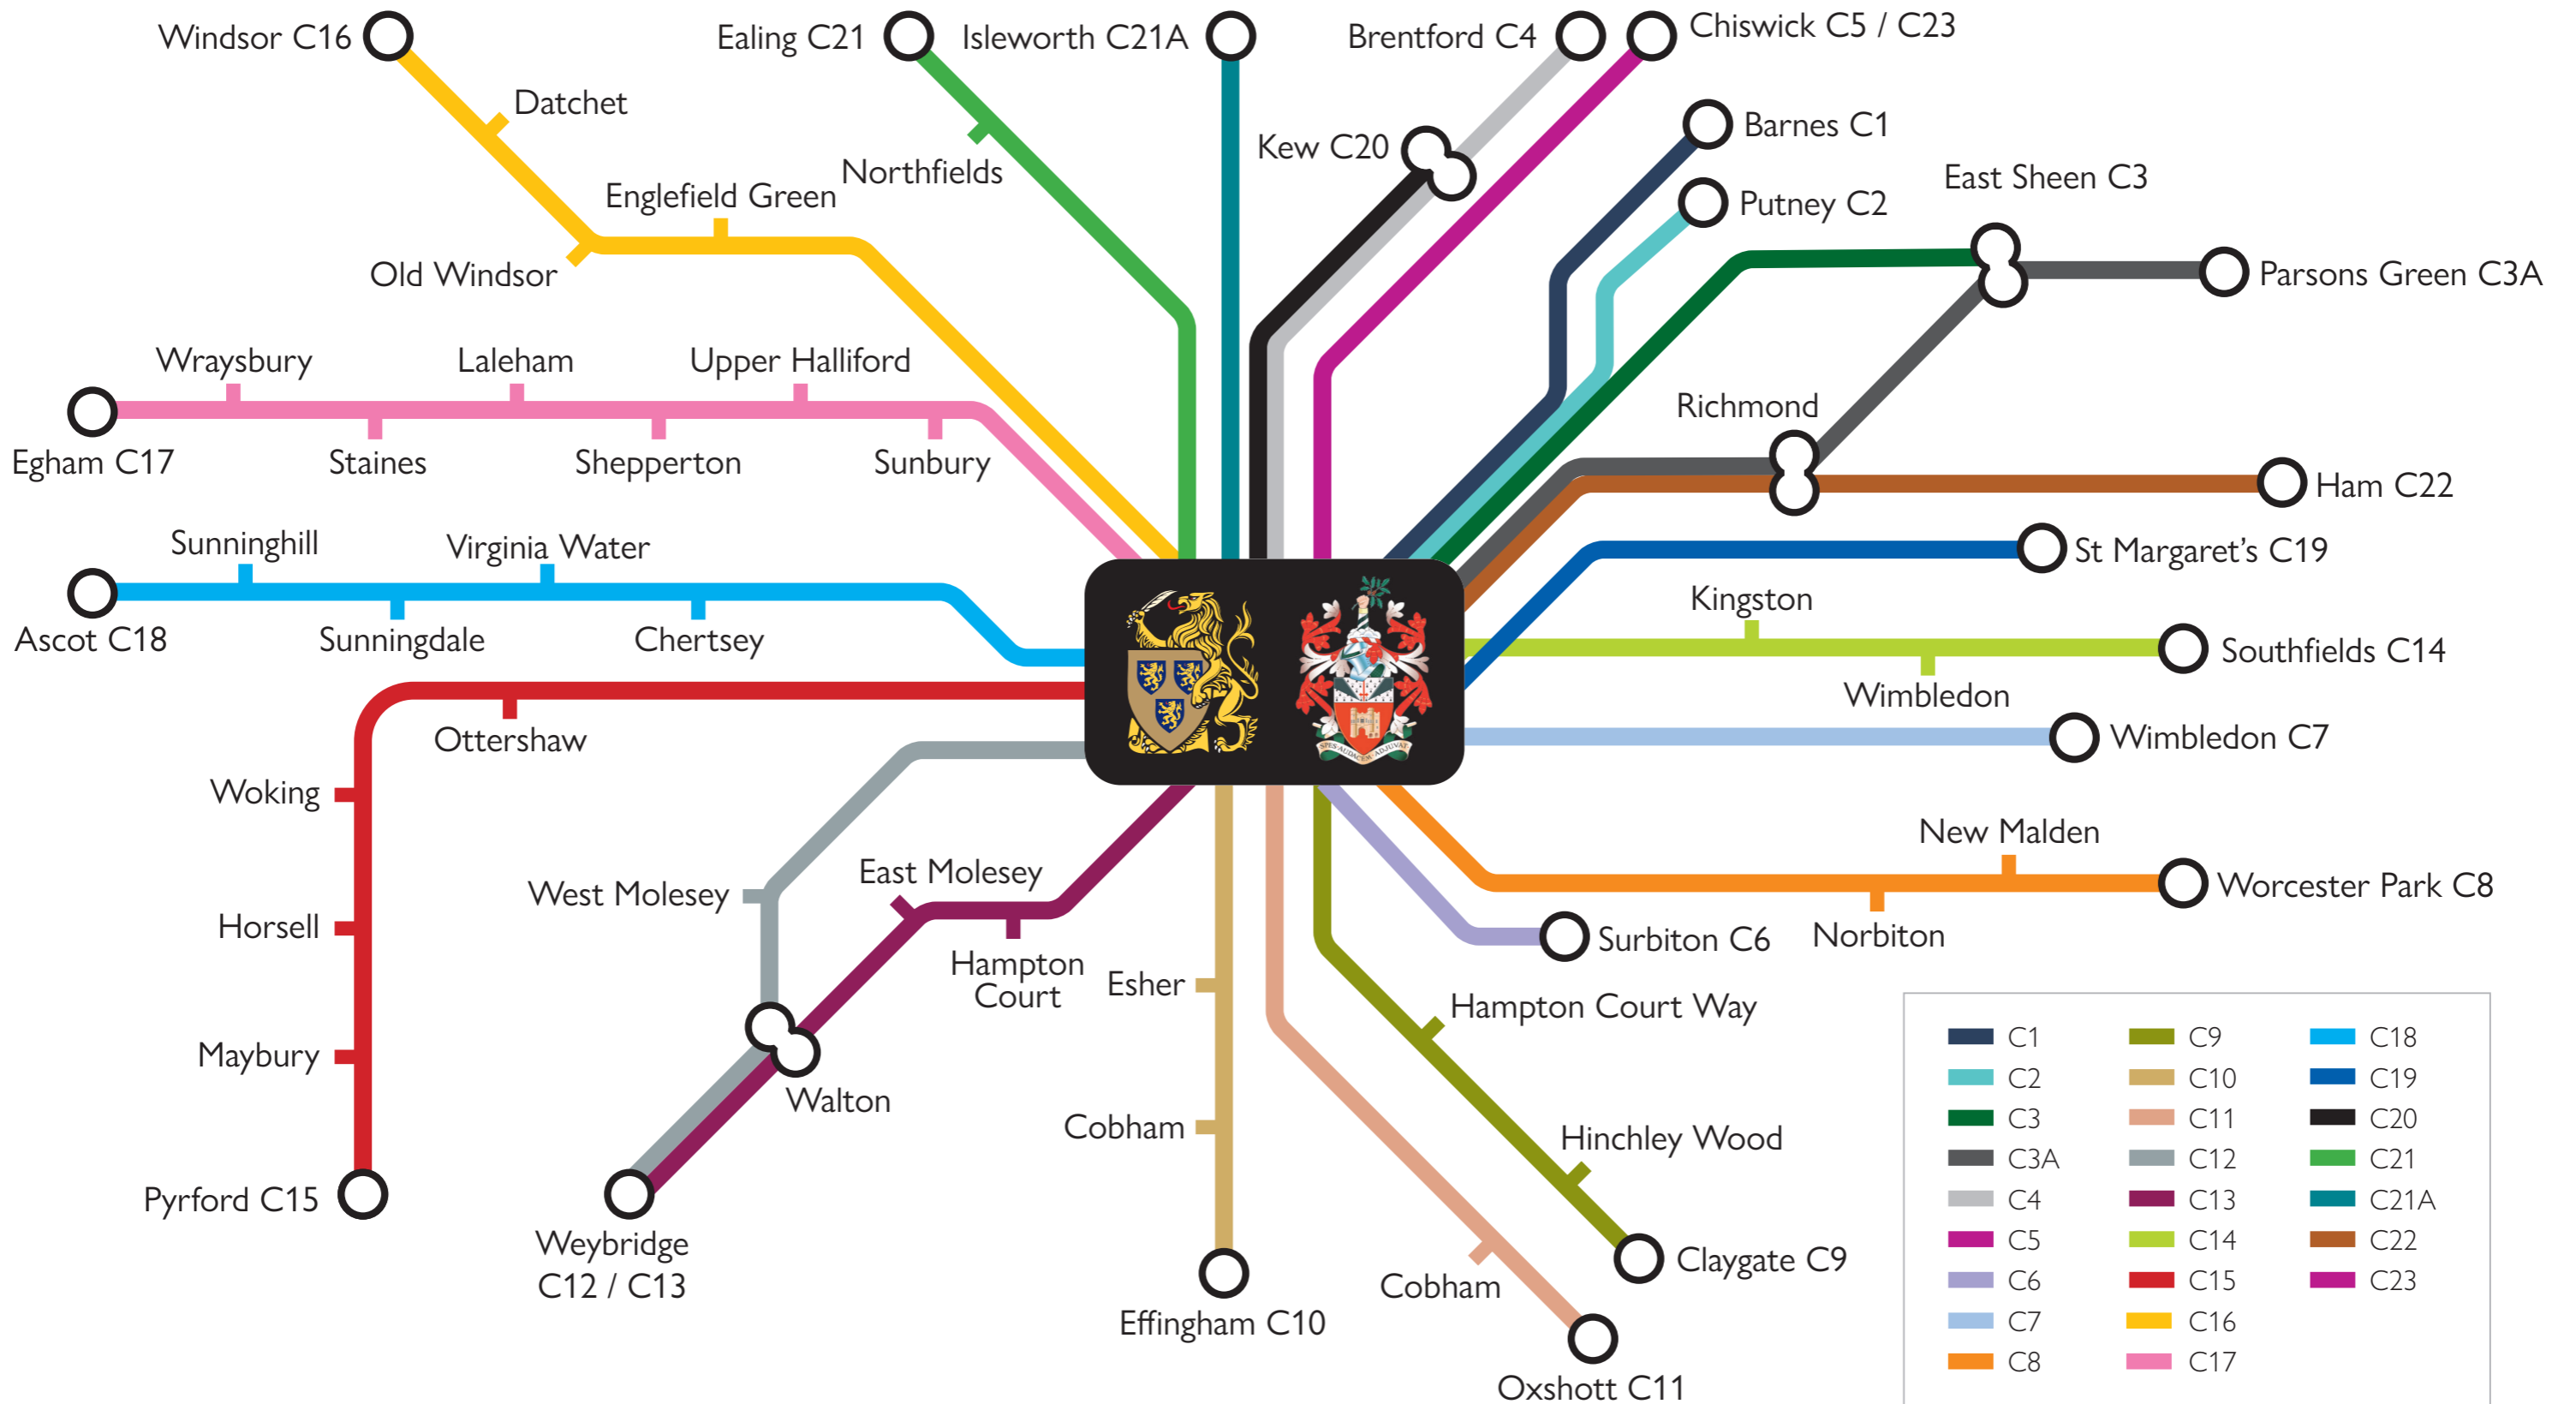 Windsor C16
Ealing C21
Isleworth C21A
Brentford C4
Chiswick C5 / C23
Datchet
Barnes C1
Kew C20
Northfields
East Sheen C3
Englefield Green
Putney C2
Old Windsor
Parsons Green C3A
Wraysbury
Laleham
Upper Halliford
Richmond
Egham C17
Staines
Shepperton
Sunbury
Ham C22
Sunninghill
Virginia Water
St Margaret's C19
Kingston
Ascot C18
Sunningdale
Chertsey
Southfields C14
Wimbledon
Ottershaw
SPES AUDACEM ADJUVAT
Wimbledon C7
Woking
New Malden
West Molesey
East Molesey
Worcester Park C8
Horsell
Norbiton
Surbiton C6
Hampton
Court
Esher
Hampton Court Way
Maybury
Walton
Cobham
Hinchley Wood
Pyrford C15
Weybridge
C12 / C13
Claygate C9
Cobham
Effingham C10
Oxshott C11
C1
C2
C3
C3A
C4
C5
C6
C7
C8
C9
C10
C11
C12
C13
C14
C15
C16
C17
C18
C19
C20
C21
C21A
C22
C23